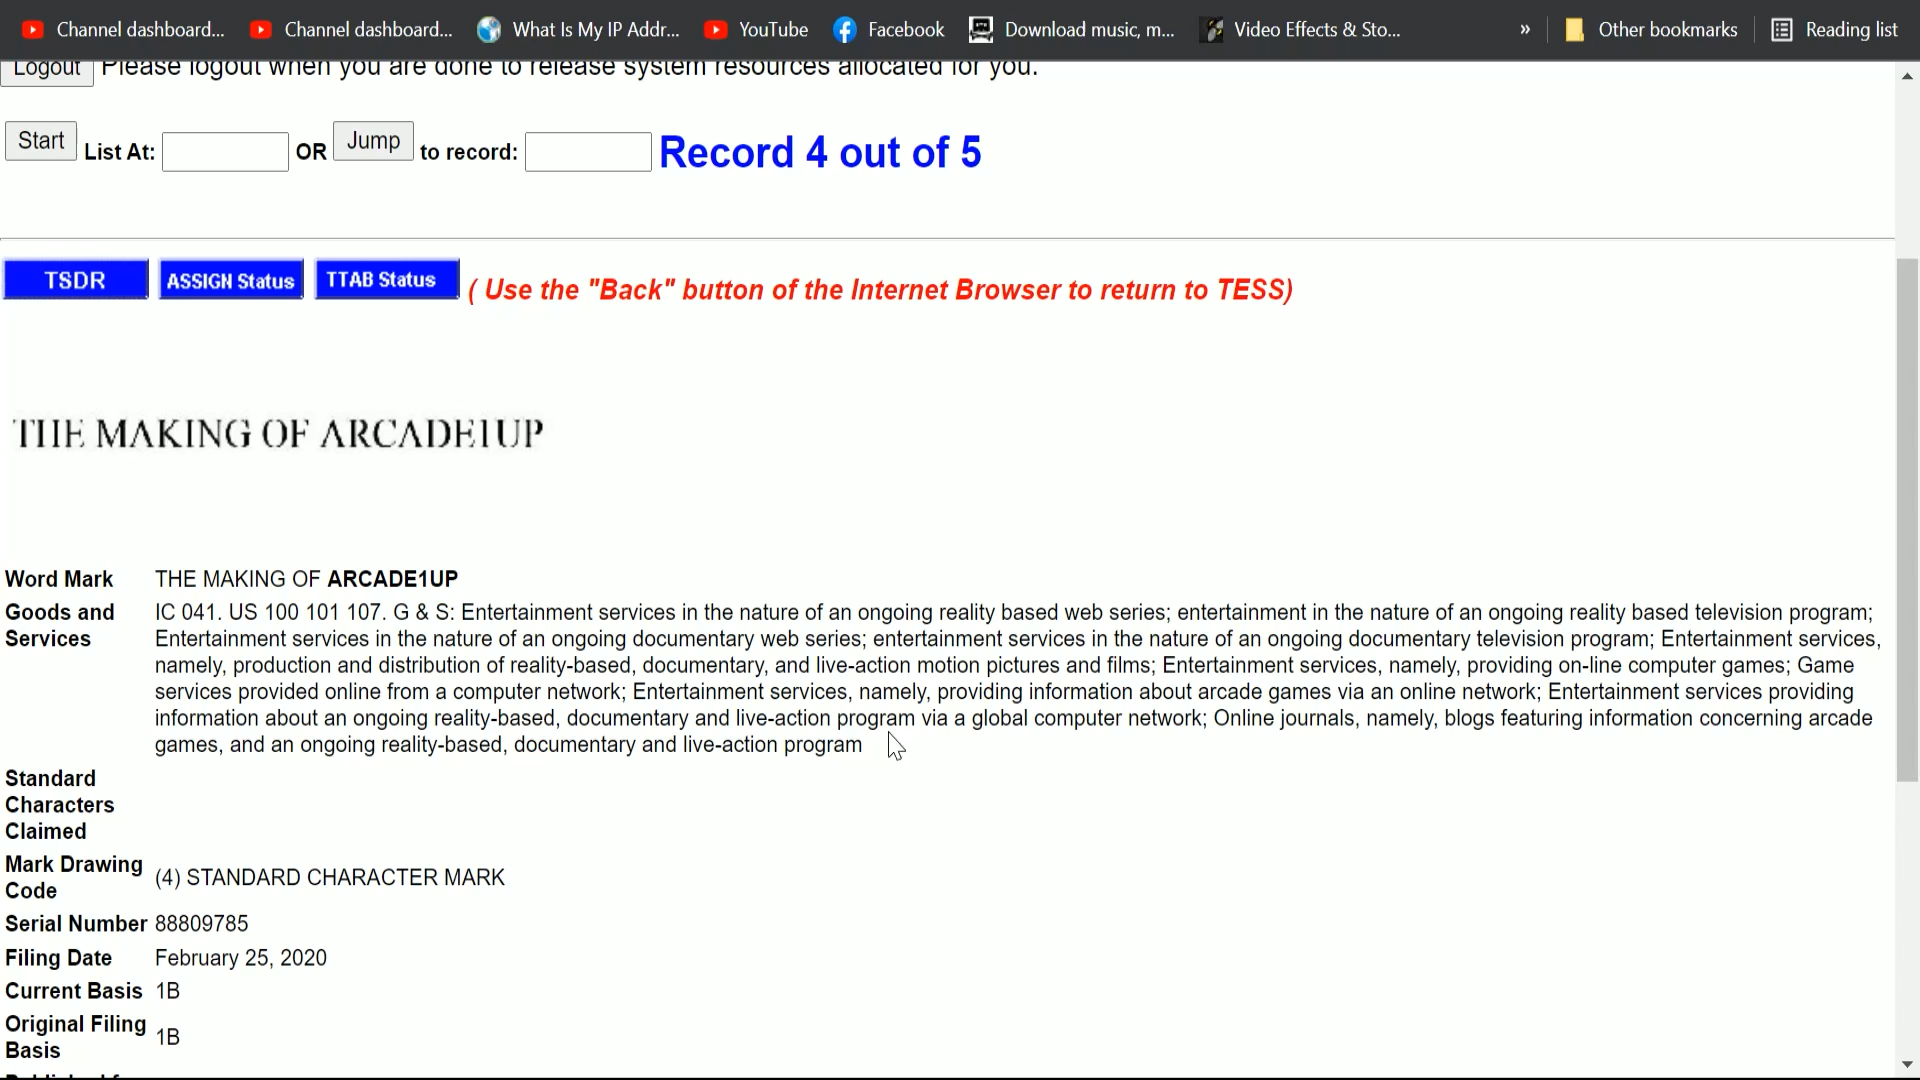 Channel dashboard... Channel dashboard... What Is My IP Addr... YouTube Facebook Download music, m... Video Effects & Sto... » Other bookmarks Reading list
Logout Please logout when you are done to release system resources allocated for you.
Start List At: OR Jump to record: Record 4 out of 5
TSDR ASSIGN Status TTAB Status ( Use the "Back" button of the Internet Browser to return to TESS)
THE MAKING OF ARCADE1UP
Word Mark THE MAKING OF ARCADE1UP
Goods and Services IC 041. US 100 101 107. G & S: Entertainment services in the nature of an ongoing reality based web series; entertainment in the nature of an ongoing reality based television program;
Entertainment services in the nature of an ongoing documentary web series; entertainment services in the nature of an ongoing documentary television program; Entertainment services,
namely, production and distribution of reality-based, documentary, and live-action motion pictures and films; Entertainment services, namely, providing on-line computer games; Game
services provided online from a computer network; Entertainment services, namely, providing information about arcade games via an online network; Entertainment services providing
information about an ongoing reality-based, documentary and live-action program via a global computer network; Online journals, namely, blogs featuring information concerning arcade
games, and an ongoing reality-based, documentary and live-action program
Standard
Characters
Claimed
Mark Drawing Code (4) STANDARD CHARACTER MARK
Serial Number 88809785
Filing Date February 25, 2020
Current Basis 1B
Original Filing Basis 1B